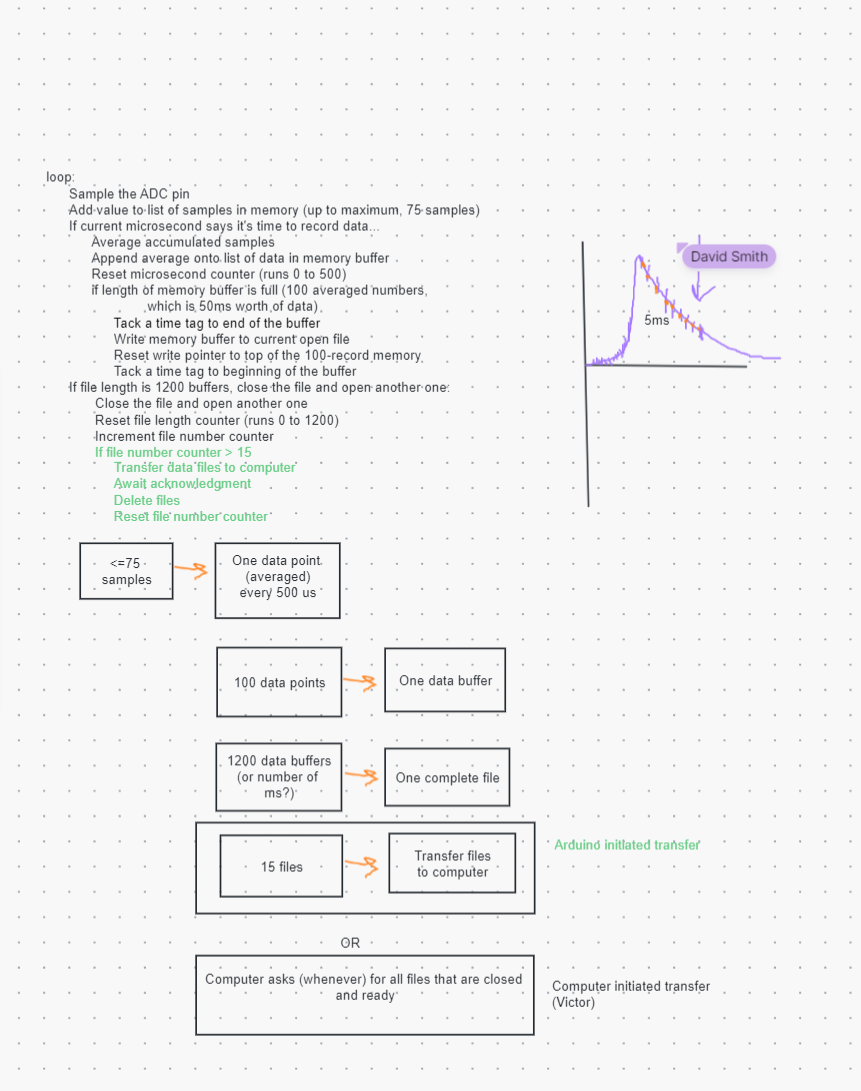 loop:
Sample the ADC pin
Add value to list of samples in memory (up to maximum, 75 samples)
If current microsecond says it's time to record data...
Average accumulated samples
Append average onto list of data in memory buffer
Reset microsecond counter (runs 0 to 500)
If length of memory buffer is full (100 averaged numbers,
which is 50ms worth of data)
Tack a time tag to end of the buffer
Write memory buffer to current open file
Reset write pointer to top of the 100-record memory
Tack a time tag to beginning of the buffer
If file length is 1200 buffers, close the file and open another one:
Close the file and open another one
Reset file length counter (runs 0 to 1200)
Increment file number counter
If file number counter > 15
Transfer data files to computer
Await acknowledgment
Delete files
Reset file number counter
David Smith
5ms
<=75
samples
One data point
(averaged)
every 500 us
100 data points
One data buffer
1200 data buffers
(or number of
ms?)
One complete file
15 files
Transfer files
to computer
Arduino initiated transfer
OR
Computer asks (whenever) for all files that are closed
and ready
Computer initiated transfer
(Victor)